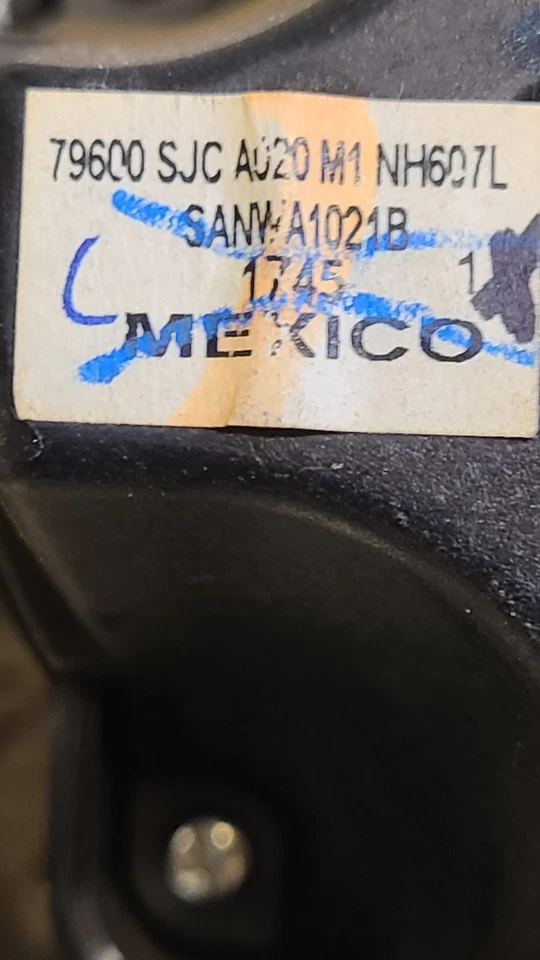 79600 SJC A020 M1 NH607L
SANWA1021B
1745 1
MEXICO